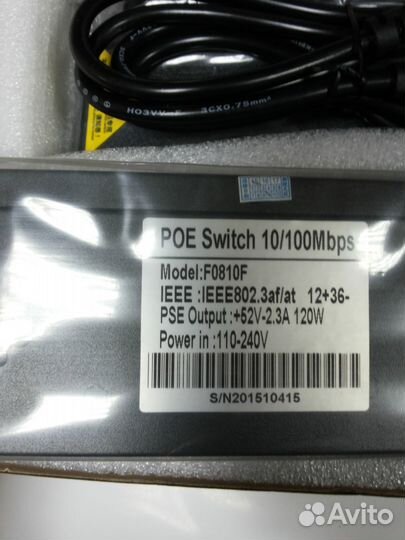 H03VV-F 3GX0.75mm²
POE Switch 10/100Mbps
Model:F0810F
IEEE :IEEE802.3af/at 12+36-
PSE Output :+52V-2.3A 120W
Power in :110-240V
S/N201510415
Avito